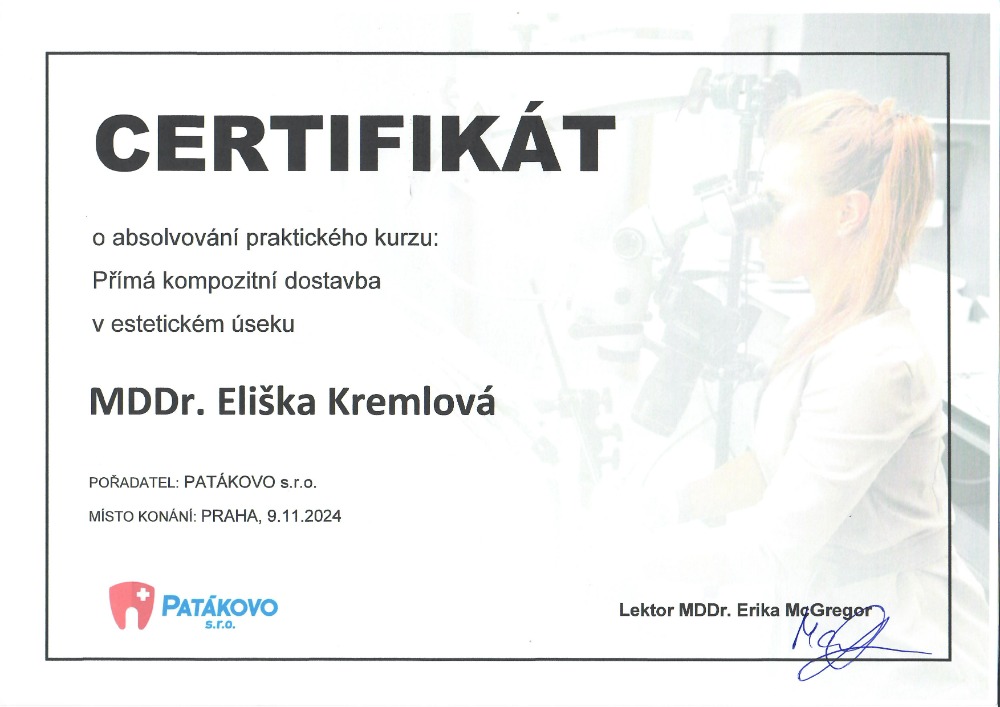 CERTIFIKÁT
o absolvování praktického kurzu:
Přímá kompozitní dostavba
v estetickém úseku
MDDr. Eliška Kremlová
POŘADATEL: PATÁKOVO s.r.o.
MÍSTO KONÁNÍ: PRAHA, 9.11.2024
PATÁKOVO
s.r.o.
Lektor MDDr. Erika McGregor